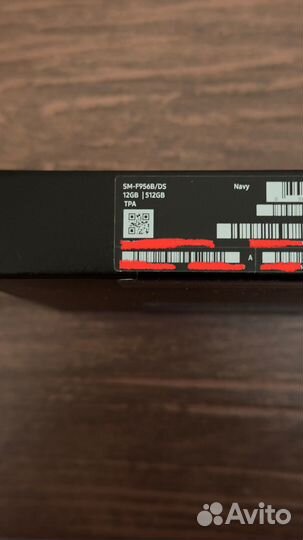 SM-F956B/DS
Navy
12GB | 512GB
TPA
A
Avito